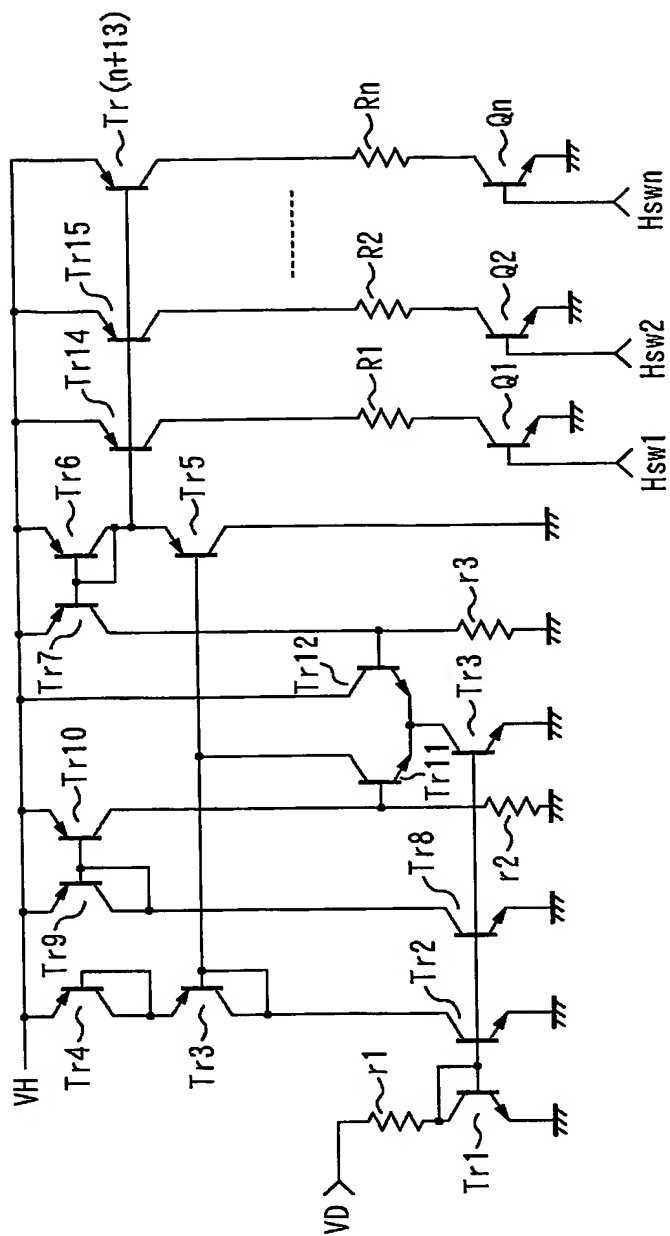 VH
Tr4
Tr9
Tr10
Tr7
Tr6
Tr14
Tr15
Tr(n+13)
Tr3
Tr5
VD
r1
Tr2
Tr8
Tr11
Tr12
r3
R1
R2
Rn
Tr1
r2
Tr3
Q1
Q2
Qn
Hsw1
Hsw2
Hswn